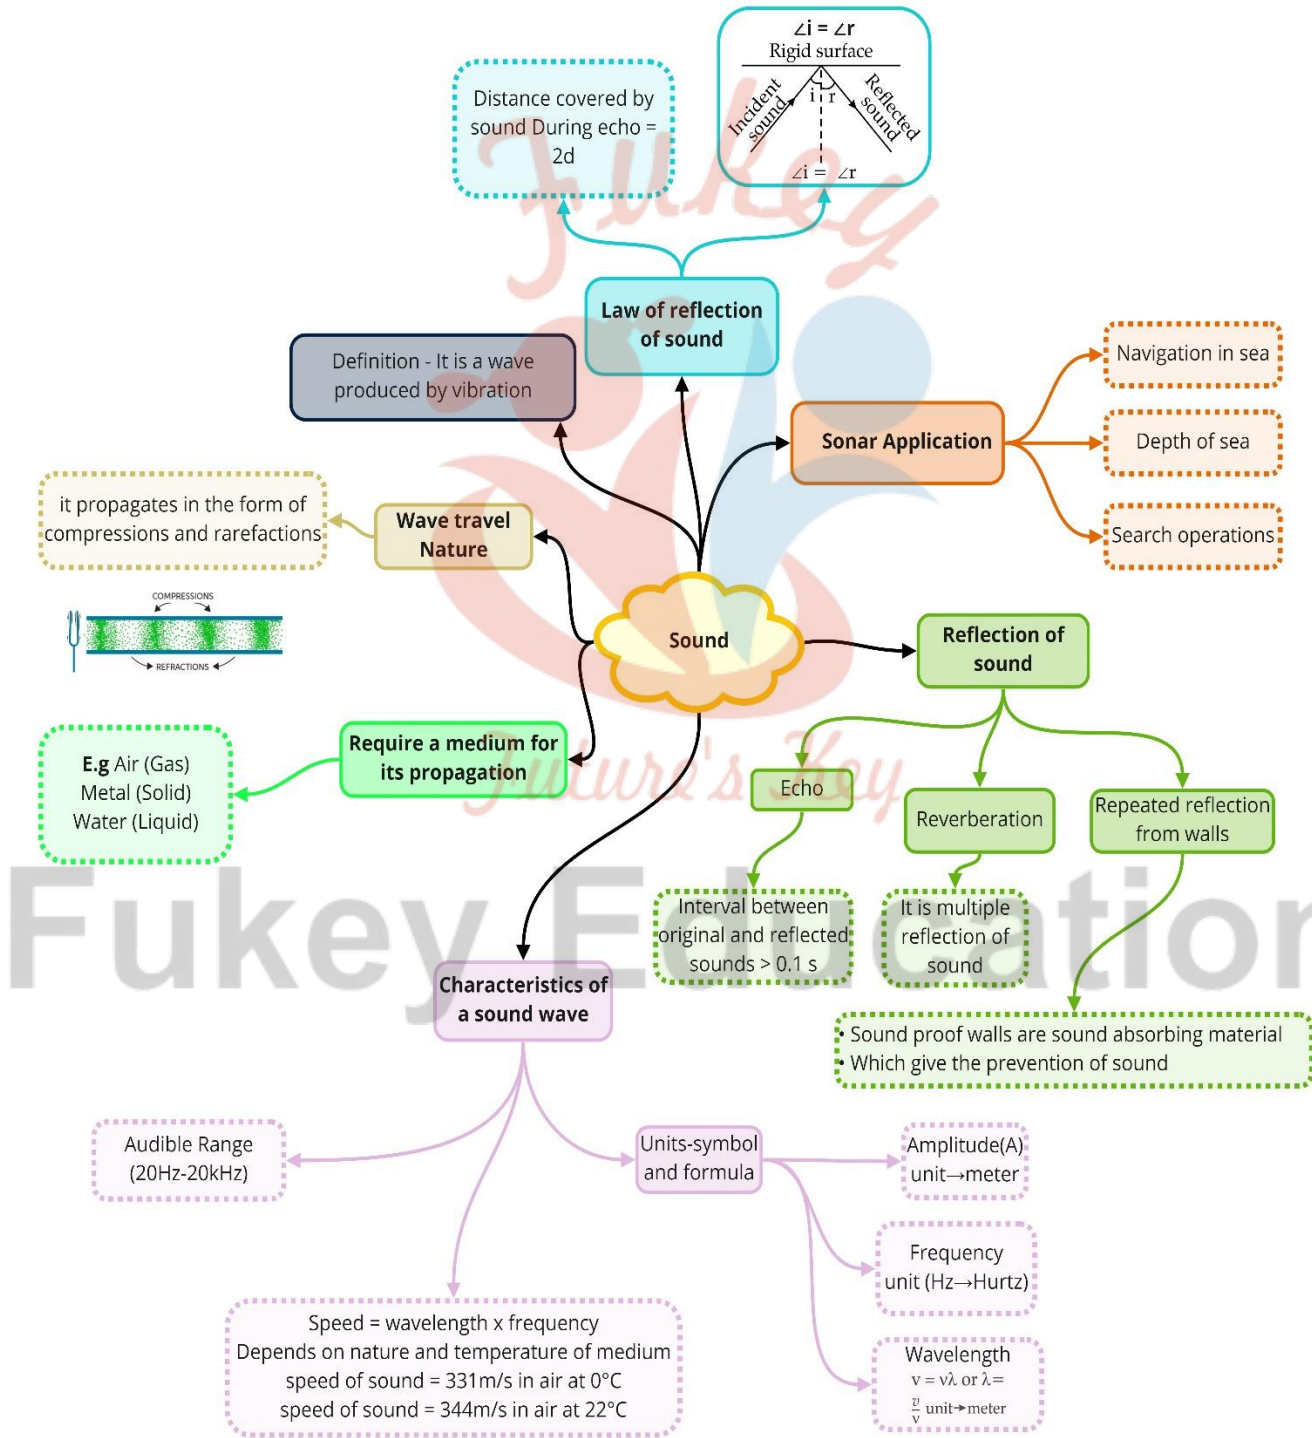 ∠i = ∠r
Rigid surface
Incident
sound
i
r
Reflected
sound
∠i = ∠r
Distance covered by
sound During echo =
2d
Fukey
Law of reflection
of sound
Definition - It is a wave
produced by vibration
Sonar Application
Navigation in sea
Depth of sea
Search operations
it propagates in the form of
compressions and rarefactions
Wave travel
Nature
COMPRESSIONS
REFRACTIONS
Sound
Reflection of
sound
Require a medium for
its propagation
E.g Air (Gas)
Metal (Solid)
Water (Liquid)
Future's Key
Echo
Reverberation
Repeated reflection
from walls
Fukey Education
Interval between
original and reflected
sounds > 0.1 s
It is multiple
reflection of
sound
• Sound proof walls are sound absorbing material
• Which give the prevention of sound
Characteristics of
a sound wave
Audible Range
(20Hz-20kHz)
Units-symbol
and formula
Amplitude(A)
unit→meter
Frequency
unit (Hz→Hurtz)
Wavelength
v = νλ or λ=
v/ν unit→meter
Speed = wavelength x frequency
Depends on nature and temperature of medium
speed of sound = 331m/s in air at 0°C
speed of sound = 344m/s in air at 22°C